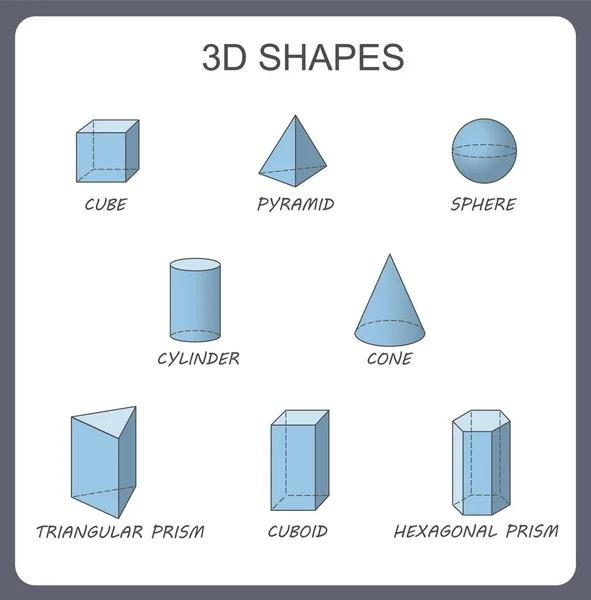 3D SHAPES
CUBE
PYRAMID
SPHERE
CYLINDER
CONE
TRIANGULAR PRISM
CUBOID
HEXAGONAL PRISM